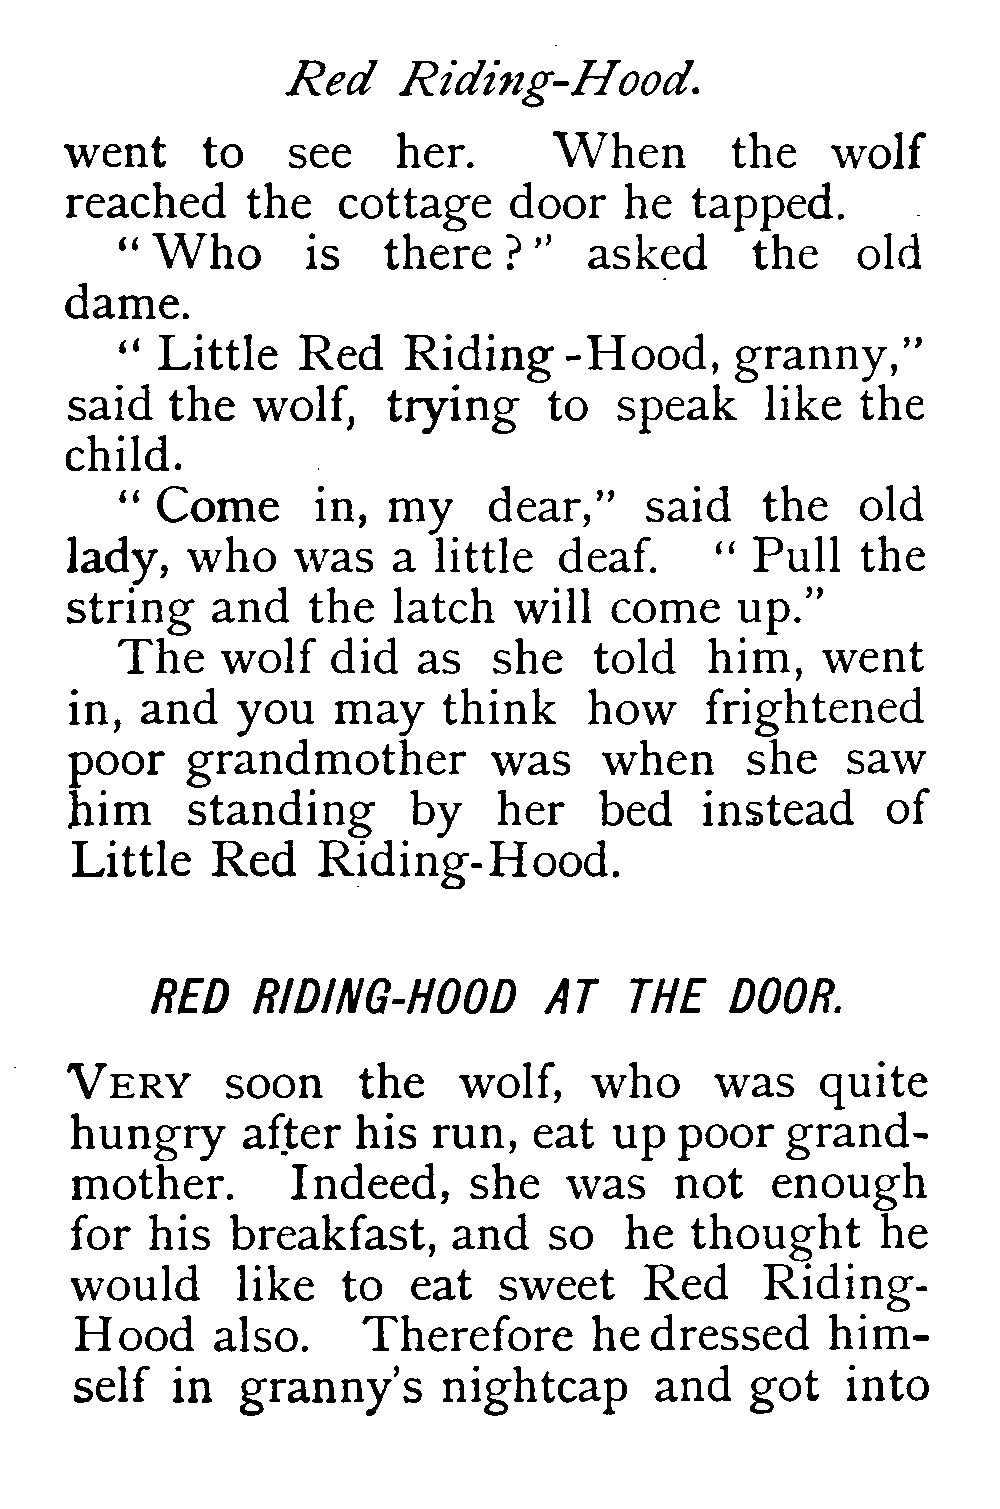 Red Riding-Hood.
went to see her. When the wolf
reached the cottage door he tapped.
“ Who is there ? ” asked the old
dame.
“ Little Red Riding-Hood, granny,”
said the wolf, trying to speak like the
child.
“ Come in, my dear,” said the old
lady, who was a little deaf. “ Pull the
string and the latch will come up.”
The wolf did as she told him, went
in, and you may think how frightened
poor grandmother was when she saw
him standing by her bed instead of
Little Red Riding-Hood.
RED RIDING-HOOD AT THE DOOR.
VERY soon the wolf, who was quite
hungry after his run, eat up poor grand-
mother. Indeed, she was not enough
for his breakfast, and so he thought he
would like to eat sweet Red Riding-
Hood also. Therefore he dressed him-
self in granny’s nightcap and got into